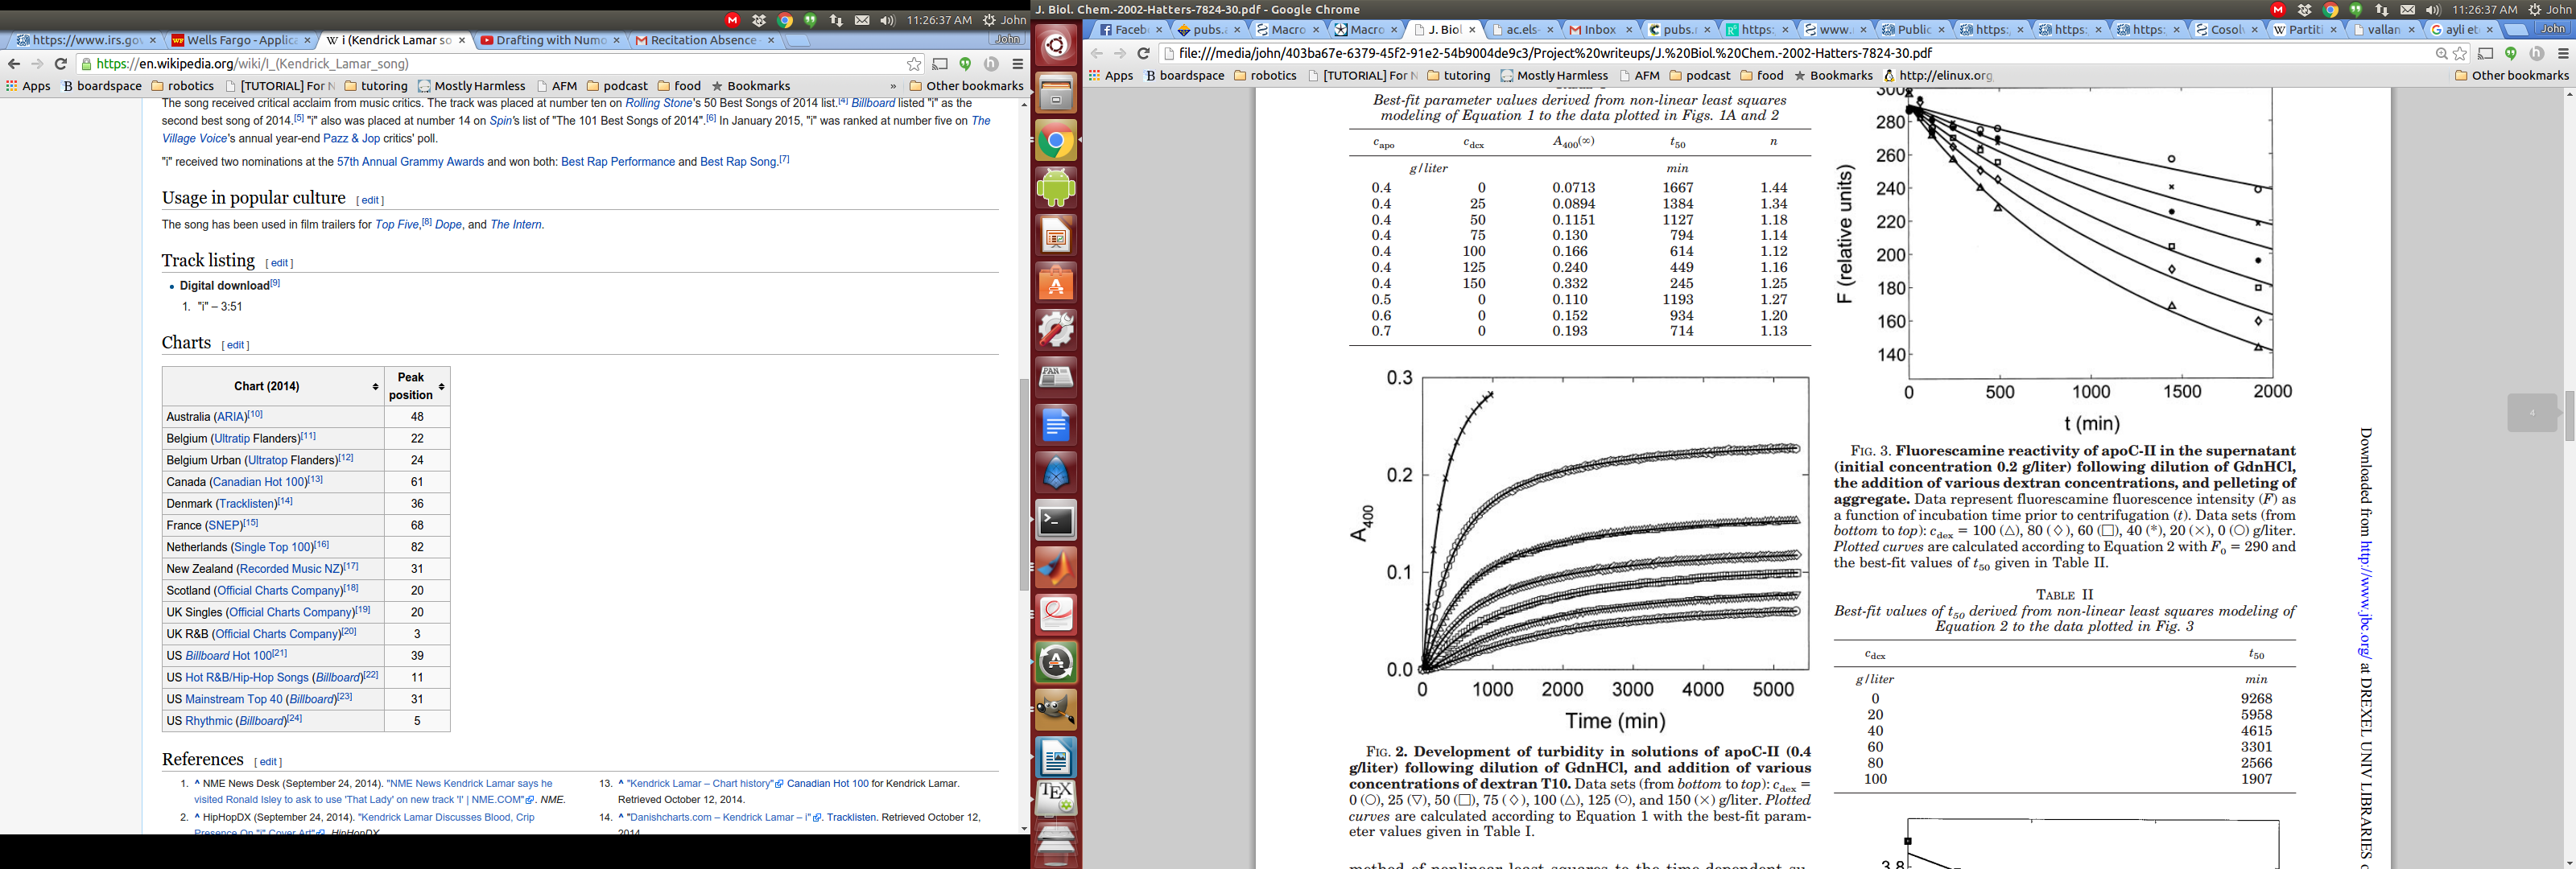 11:26:37 AM John
https://www.irs.gov Wells Fargo - Applica i (Kendrick Lamar so Drafting with Numo Recitation Absence - John
https://en.wikipedia.org/wiki/I_(Kendrick_Lamar_song)
Apps boardspace robotics [TUTORIAL] For N tutoring Mostly Harmless AFM podcast food Bookmarks » Other bookmarks
The song received critical acclaim from music critics. The track was placed at number ten on Rolling Stone's 50 Best Songs of 2014 list.[4] Billboard listed "i" as the
second best song of 2014.[5] "i" also was placed at number 14 on Spin's list of "The 101 Best Songs of 2014".[6] In January 2015, "i" was ranked at number five on The
Village Voice's annual year-end Pazz & Jop critics' poll.
"i" received two nominations at the 57th Annual Grammy Awards and won both: Best Rap Performance and Best Rap Song.[7]
Usage in popular culture [ edit ]
The song has been used in film trailers for Top Five,[8] Dope, and The Intern.
Track listing [ edit ]
• Digital download[9]
1. "i" – 3:51
Charts [ edit ]
Chart (2014) Peak position
Australia (ARIA)[10] 48
Belgium (Ultratip Flanders)[11] 22
Belgium Urban (Ultratop Flanders)[12] 24
Canada (Canadian Hot 100)[13] 61
Denmark (Tracklisten)[14] 36
France (SNEP)[15] 68
Netherlands (Single Top 100)[16] 82
New Zealand (Recorded Music NZ)[17] 31
Scotland (Official Charts Company)[18] 20
UK Singles (Official Charts Company)[19] 20
UK R&B (Official Charts Company)[20] 3
US Billboard Hot 100[21] 39
US Hot R&B/Hip-Hop Songs (Billboard)[22] 11
US Mainstream Top 40 (Billboard)[23] 31
US Rhythmic (Billboard)[24] 5
References [ edit ]
1. ^ NME News Desk (September 24, 2014). "NME News Kendrick Lamar says he
visited Ronald Isley to ask to use 'That Lady' on new track 'I' | NME.COM". NME.
2. ^ HipHopDX (September 24, 2014). "Kendrick Lamar Discusses Blood, Crip
Presence On "i" Cover Art". HipHopDX.
13. ^ "Kendrick Lamar – Chart history" Canadian Hot 100 for Kendrick Lamar.
Retrieved October 12, 2014.
14. ^ "Danishcharts.com – Kendrick Lamar – i". Tracklisten. Retrieved October 12,
2014.
J. Biol. Chem.-2002-Hatters-7824-30.pdf - Google Chrome 11:26:37 AM John
Faceb pubs. Macro Macro J. Biol ac.els- Inbox pubs. https: www. Public https: https: https: Cosol Partiti vallan ayli et John
file:///media/john/403ba67e-6379-45f2-91e2-54b9004de9c3/Project%20writeups/J.%20Biol.%20Chem.-2002-Hatters-7824-30.pdf
Apps boardspace robotics [TUTORIAL] For N tutoring Mostly Harmless AFM podcast food Bookmarks http://elinux.org Other bookmarks
Best-fit parameter values derived from non-linear least squares
modeling of Equation 1 to the data plotted in Figs. 1A and 2
capo cdex A400(∞) t50 n
g/liter min
0.4 0 0.0713 1667 1.44
0.4 25 0.0894 1384 1.34
0.4 50 0.1151 1127 1.18
0.4 75 0.130 794 1.14
0.4 100 0.166 614 1.12
0.4 125 0.240 449 1.16
0.4 150 0.332 245 1.25
0.5 0 0.110 1193 1.27
0.6 0 0.152 934 1.20
0.7 0 0.193 714 1.13
0.3
0.2
0.1
0.0
A400
0 1000 2000 3000 4000 5000
Time (min)
FIG. 2. Development of turbidity in solutions of apoC-II (0.4
g/liter) following dilution of GdnHCl, and addition of various
concentrations of dextran T10. Data sets (from bottom to top): cdex =
0 (○), 25 (▽), 50 (□), 75 (◇), 100 (△), 125 (○), and 150 (×) g/liter. Plotted
curves are calculated according to Equation 1 with the best-fit param-
eter values given in Table I.
method of nonlinear least squares to the time-dependent su-
300
280
260
240
220
200
180
160
140
F (relative units)
0 500 1000 1500 2000
t (min)
FIG. 3. Fluorescamine reactivity of apoC-II in the supernatant
(initial concentration 0.2 g/liter) following dilution of GdnHCl,
the addition of various dextran concentrations, and pelleting of
aggregate. Data represent fluorescamine fluorescence intensity (F) as
a function of incubation time prior to centrifugation (t). Data sets (from
bottom to top): cdex = 100 (△), 80 (◇), 60 (□), 40 (*), 20 (×), 0 (○) g/liter.
Plotted curves are calculated according to Equation 2 with F0 = 290 and
the best-fit values of t50 given in Table II.
TABLE II
Best-fit values of t50 derived from non-linear least squares modeling of
Equation 2 to the data plotted in Fig. 3
cdex t50
g/liter min
0 9268
20 5958
40 4615
60 3301
80 2566
100 1907
3.8
Downloaded from http://www.jbc.org/ at DREXEL UNIV LIBRARIES
4